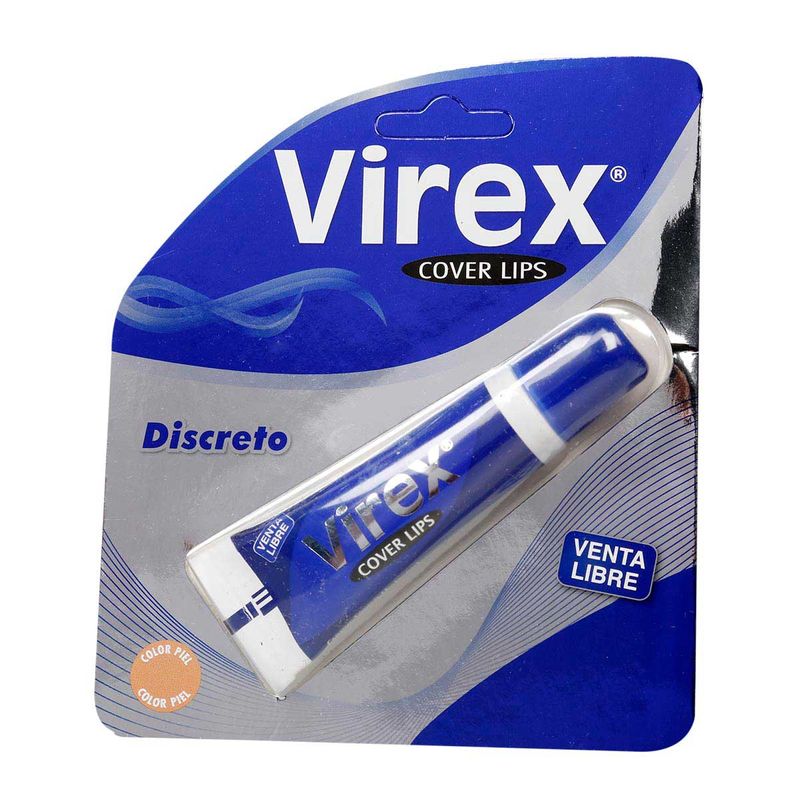 Virex®
COVER LIPS
Discreto
Virex®
COVER LIPS
VENTA
LIBRE
VENTA
LIBRE
COLOR PIEL
COLOR PIEL